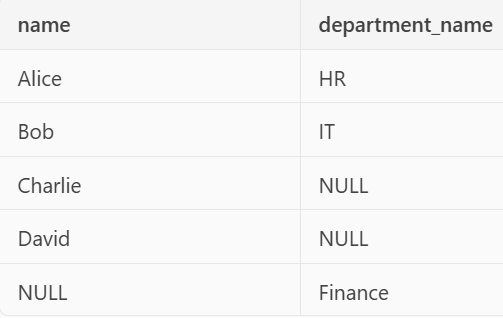 name department_name
Alice HR
Bob IT
Charlie NULL
David NULL
NULL Finance